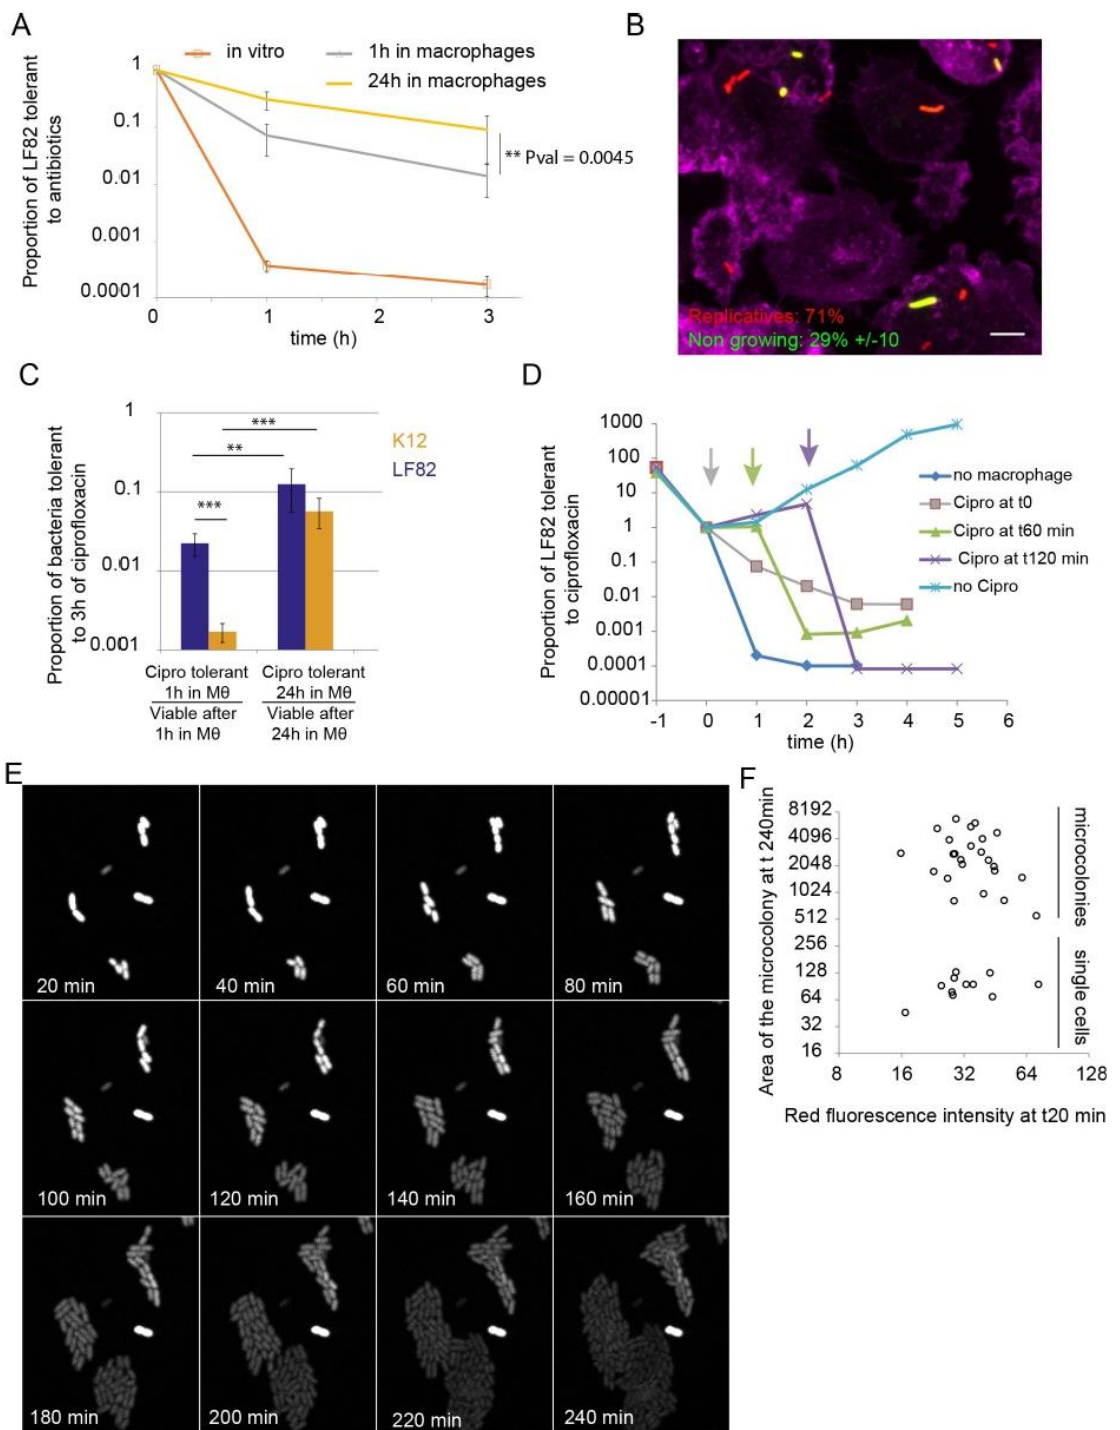 A
in vitro
1h in macrophages
24h in macrophages
Proportion of LF82 tolerant
to antibiotics
1
0.1
0.01
0.001
0.0001
** Pval = 0.0045
0
1
2
3
time (h)
B
Replicatives: 71%
Non growing: 29% +/-10
C
Proportion of bacteria tolerant
to 3h of ciprofloxacin
1
0.1
0.01
0.001
***
**
***
K12
LF82
Cipro tolerant
1h in Mθ
Viable after
1h in Mθ
Cipro tolerant
24h in Mθ
Viable after
24h in Mθ
D
Proportion of LF82 tolerant
to ciprofloxacin
1000
100
10
1
0.1
0.01
0.001
0.0001
0.00001
-1
0
1
2
3
4
5
6
time (h)
no macrophage
Cipro at t0
Cipro at t60 min
Cipro at t120 min
no Cipro
E
20 min
40 min
60 min
80 min
100 min
120 min
140 min
160 min
180 min
200 min
220 min
240 min
F
Area of the microcolony at t 240min
8192
4096
2048
1024
512
256
128
64
32
16
8
16
32
64
128
microcolonies
single cells
Red fluorescence intensity at t20 min